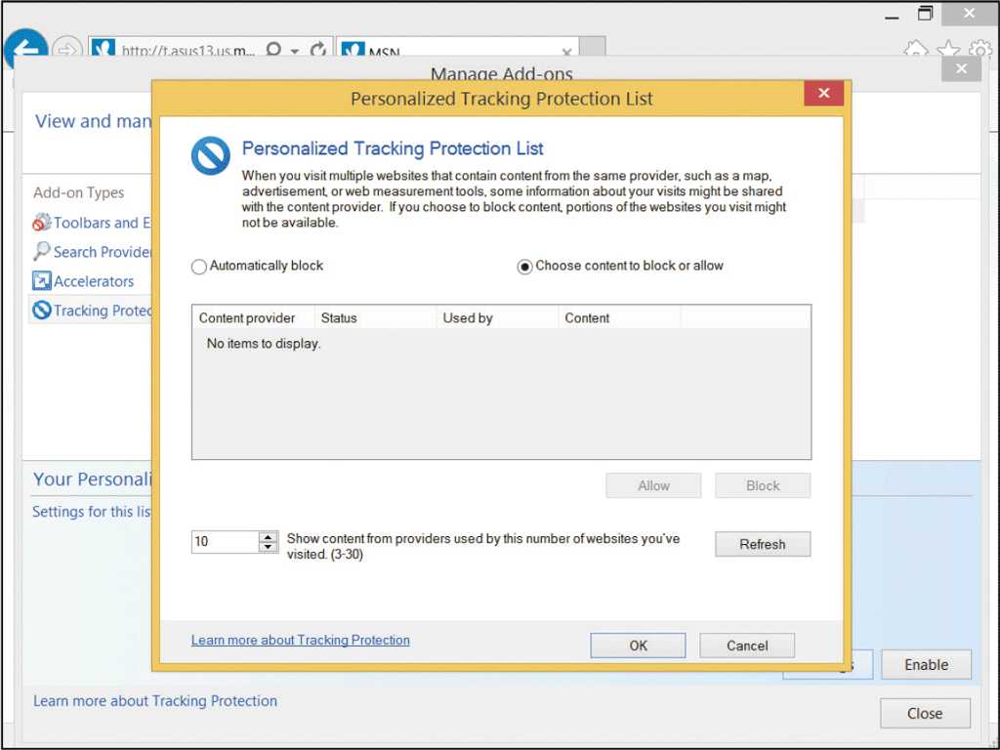 http://t.asus13.us.m...
MSN
Manage Add-ons
Personalized Tracking Protection List
View and man
Personalized Tracking Protection List
When you visit multiple websites that contain content from the same provider, such as a map,
advertisement, or web measurement tools, some information about your visits might be shared
with the content provider. If you choose to block content, portions of the websites you visit might
not be available.
Add-on Types
Toolbars and E
Search Provider
Accelerators
Tracking Protec
Automatically block
Choose content to block or allow
Content provider Status Used by Content
No items to display.
Allow Block
Your Personali
Settings for this lis
10 Show content from providers used by this number of websites you've
visited. (3-30)
Refresh
Learn more about Tracking Protection
OK Cancel
Enable
Learn more about Tracking Protection
Close